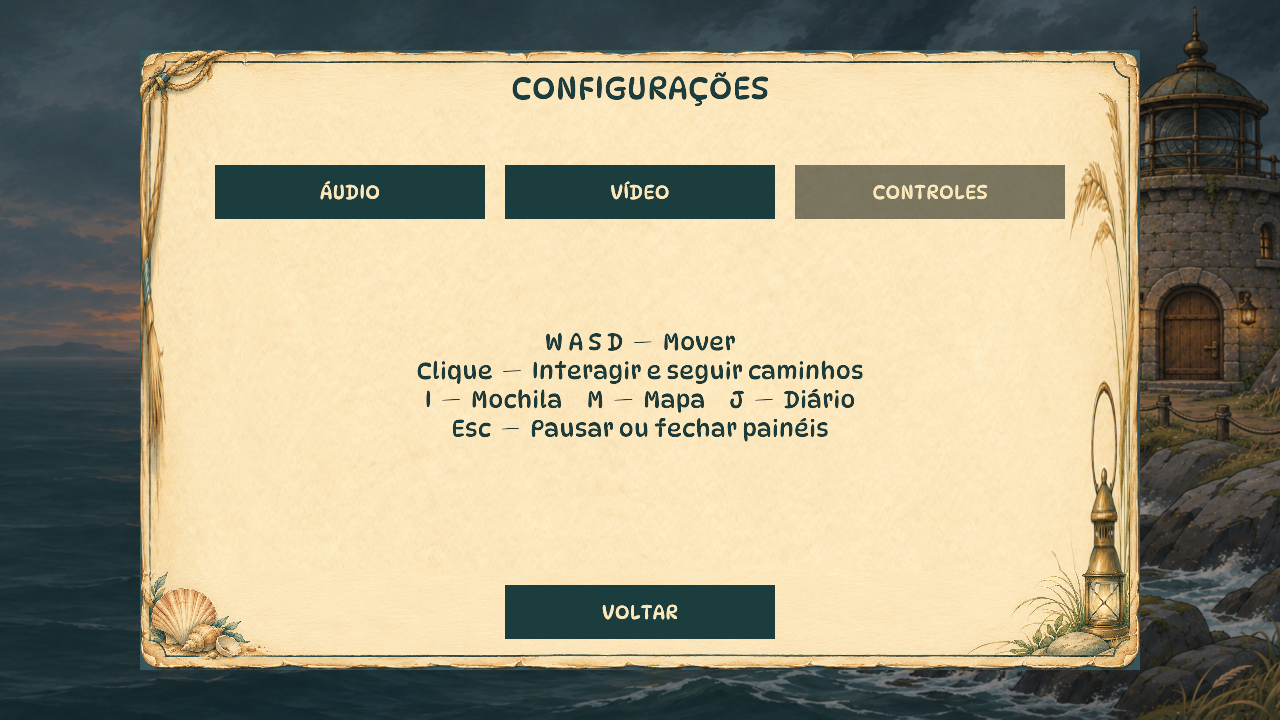 CONFIGURAÇÕES
ÁUDIO
VÍDEO
CONTROLES
W A S D — Mover
Clique — Interagir e seguir caminhos
I — Mochila M — Mapa J — Diário
Esc — Pausar ou fechar painéis
VOLTAR